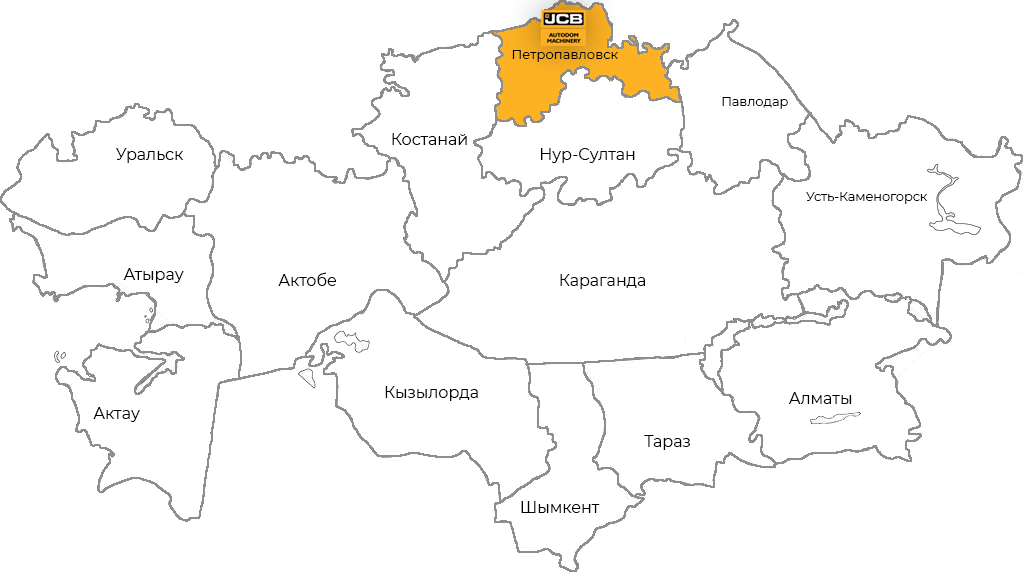 JCB
AUTODOM
MACHINERY
Петропавловск
Павлодар
Костанай
Уральск
Нур-Султан
Усть-Каменогорск
Атырау
Актобе
Караганда
Кызылорда
Алматы
Актау
Тараз
Шымкент